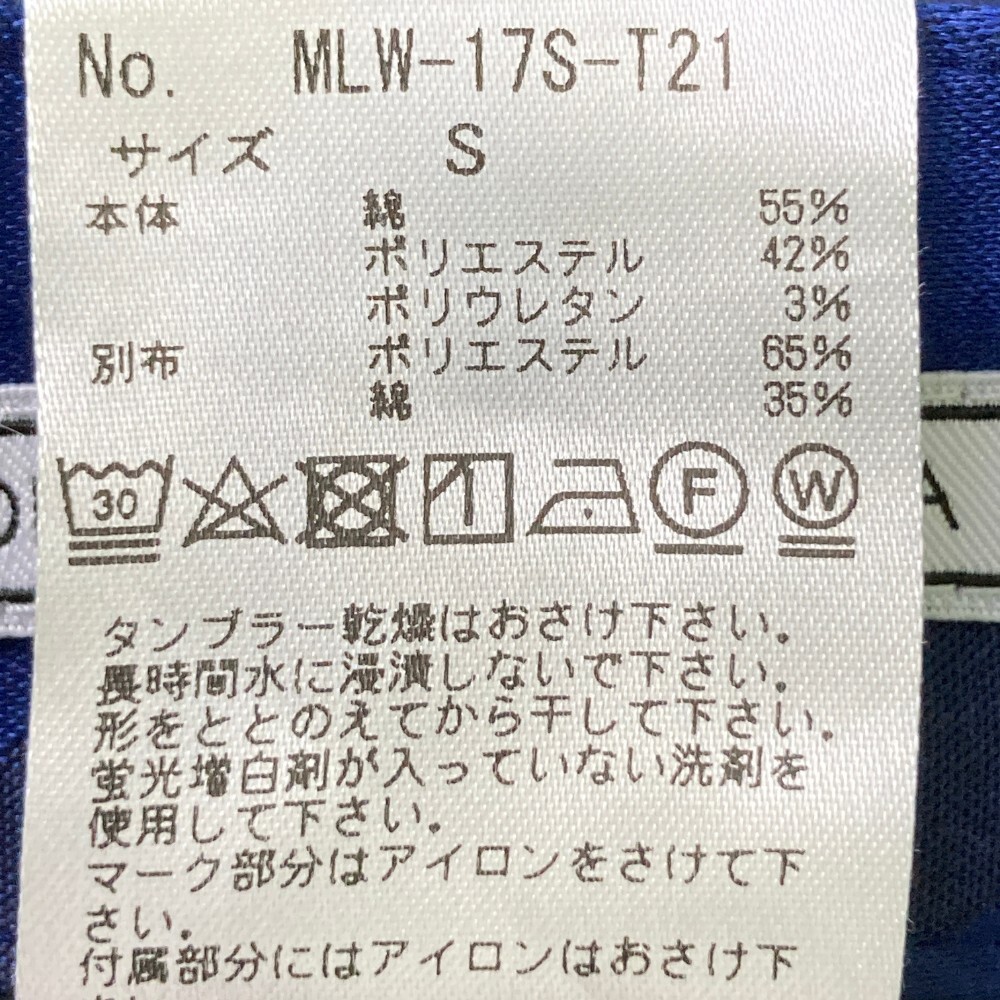 No. MLW-17S-T21
サイズ S
本体 綿 55%
ポリエステル 42%
ポリウレタン 3%
別布 ポリエステル 65%
綿 35%
30 F W
タンブラー乾燥はおさけ下さい。
長時間水に浸漬しないで下さい。
形をととのえてから干して下さい。
蛍光増白剤が入っていない洗剤を
使用して下さい。
マーク部分はアイロンをさけて下
さい。
付属部分にはアイロンはおさけ下
A